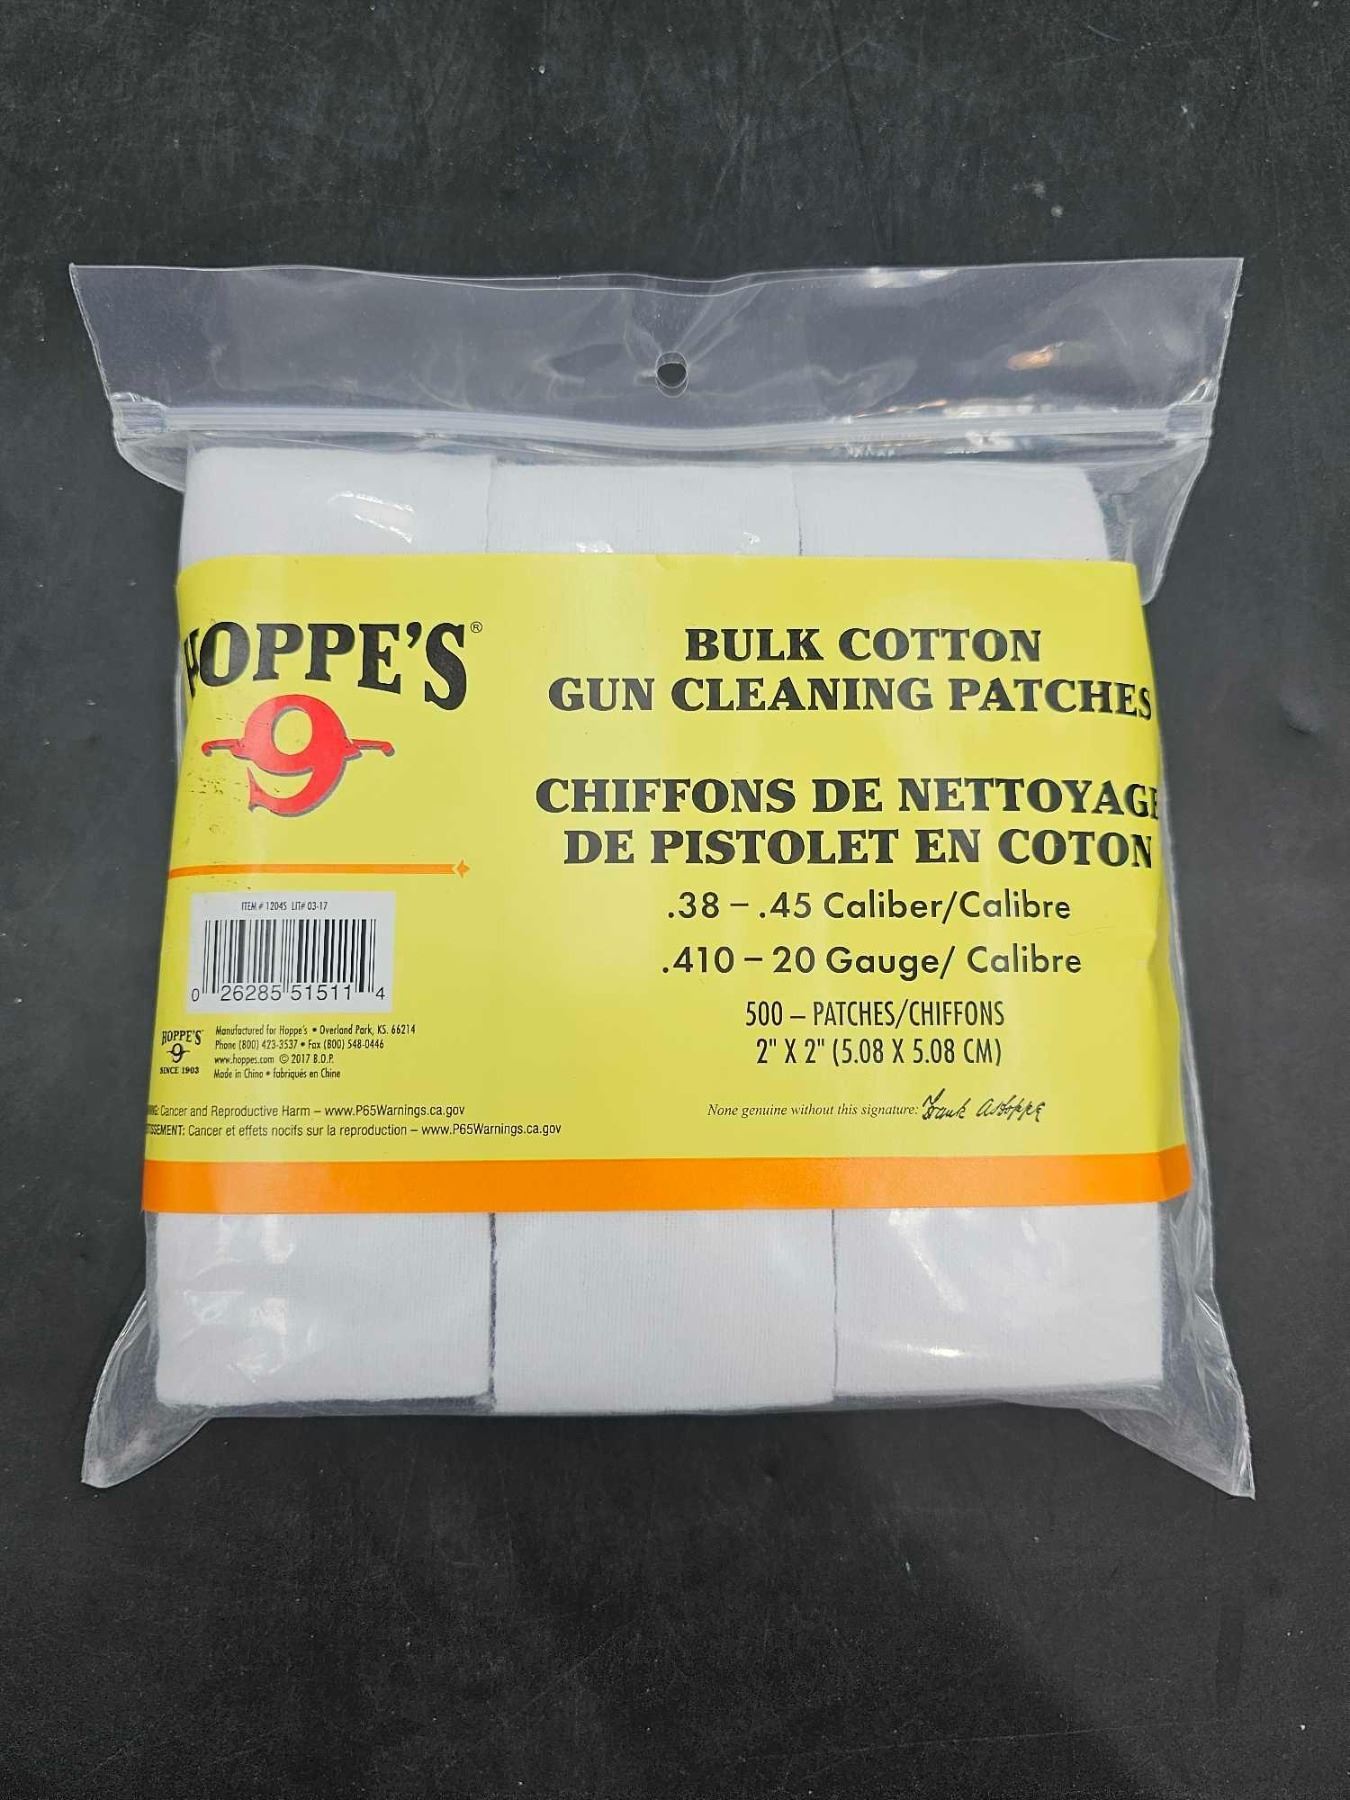 HOPPE'S®
9
BULK COTTON
GUN CLEANING PATCHES
CHIFFONS DE NETTOYAGE
DE PISTOLET EN COTON
.38 – .45 Caliber/Calibre
.410 – 20 Gauge/ Calibre
500 – PATCHES/CHIFFONS
2" X 2" (5.08 X 5.08 CM)
None genuine without this signature: Frank A. Hoppe
ITEM # 1204S LIT# 03-17
0 26285 51511 4
HOPPE'S
9
SINCE 1903
Manufactured for Hoppe's • Overland Park, KS. 66214
Phone (800) 423-3537 • Fax (800) 548-0446
www.hoppes.com © 2017 B.O.P.
Made in China • fabriqués en Chine
Cancer and Reproductive Harm – www.P65Warnings.ca.gov
Cancer et effets nocifs sur la reproduction – www.P65Warnings.ca.gov